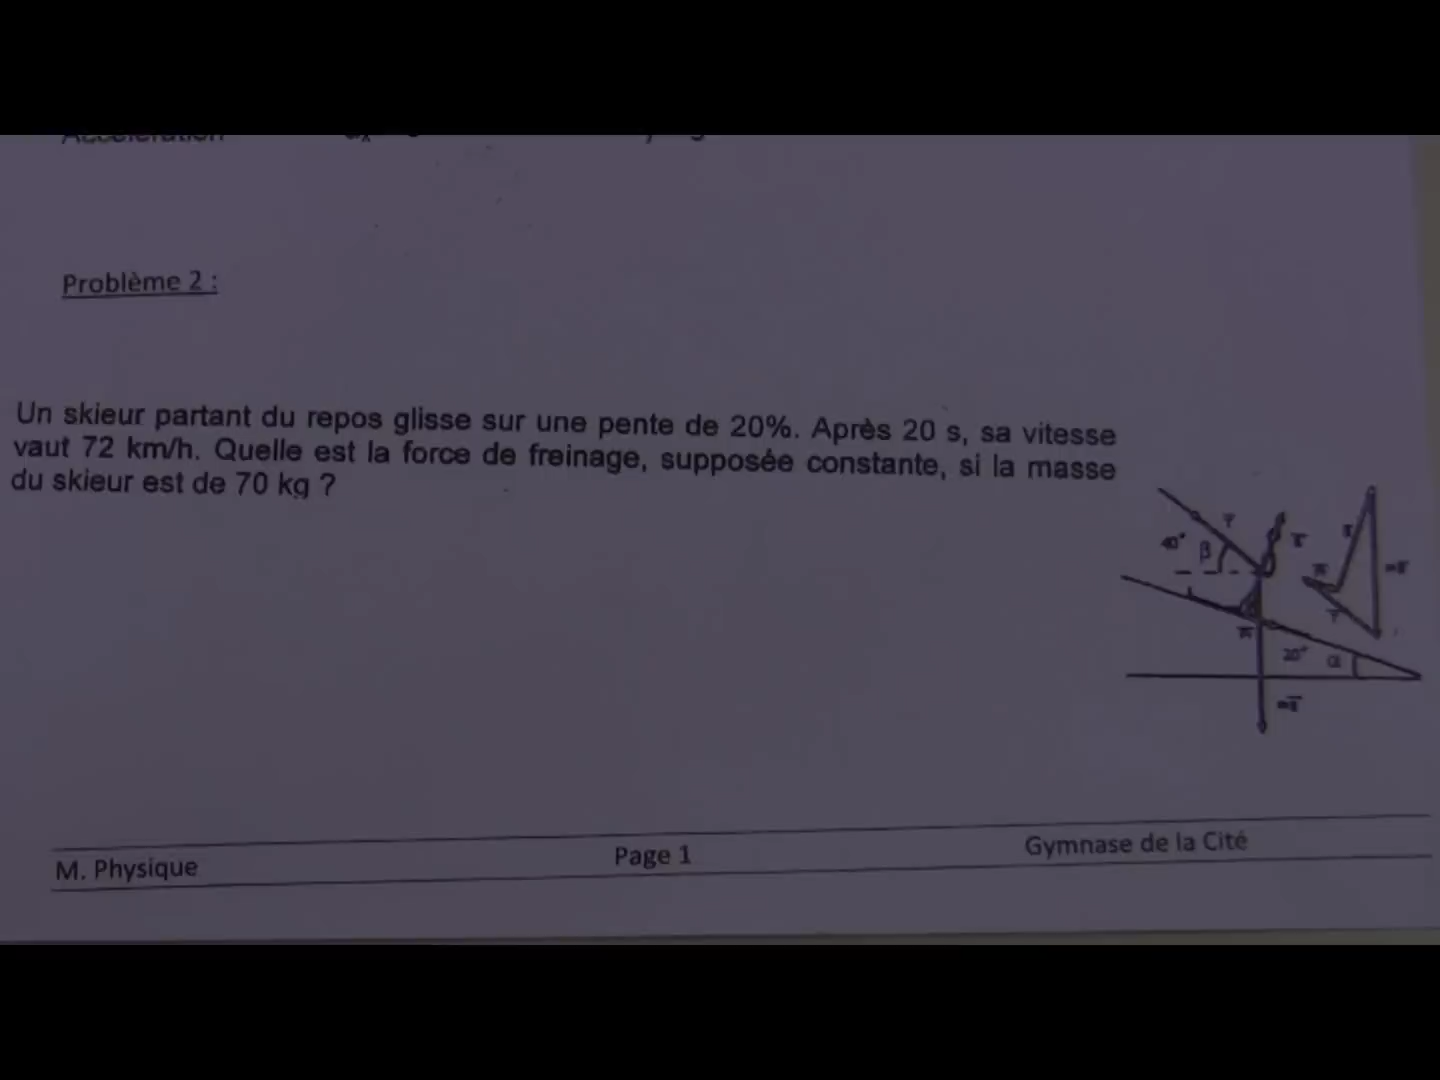 Problème 2 :
Un skieur partant du repos glisse sur une pente de 20%. Après 20 s, sa vitesse
vaut 72 km/h. Quelle est la force de freinage, supposée constante, si la masse
du skieur est de 70 kg ?
40° β
20° α
M. Physique Page 1 Gymnase de la Cité